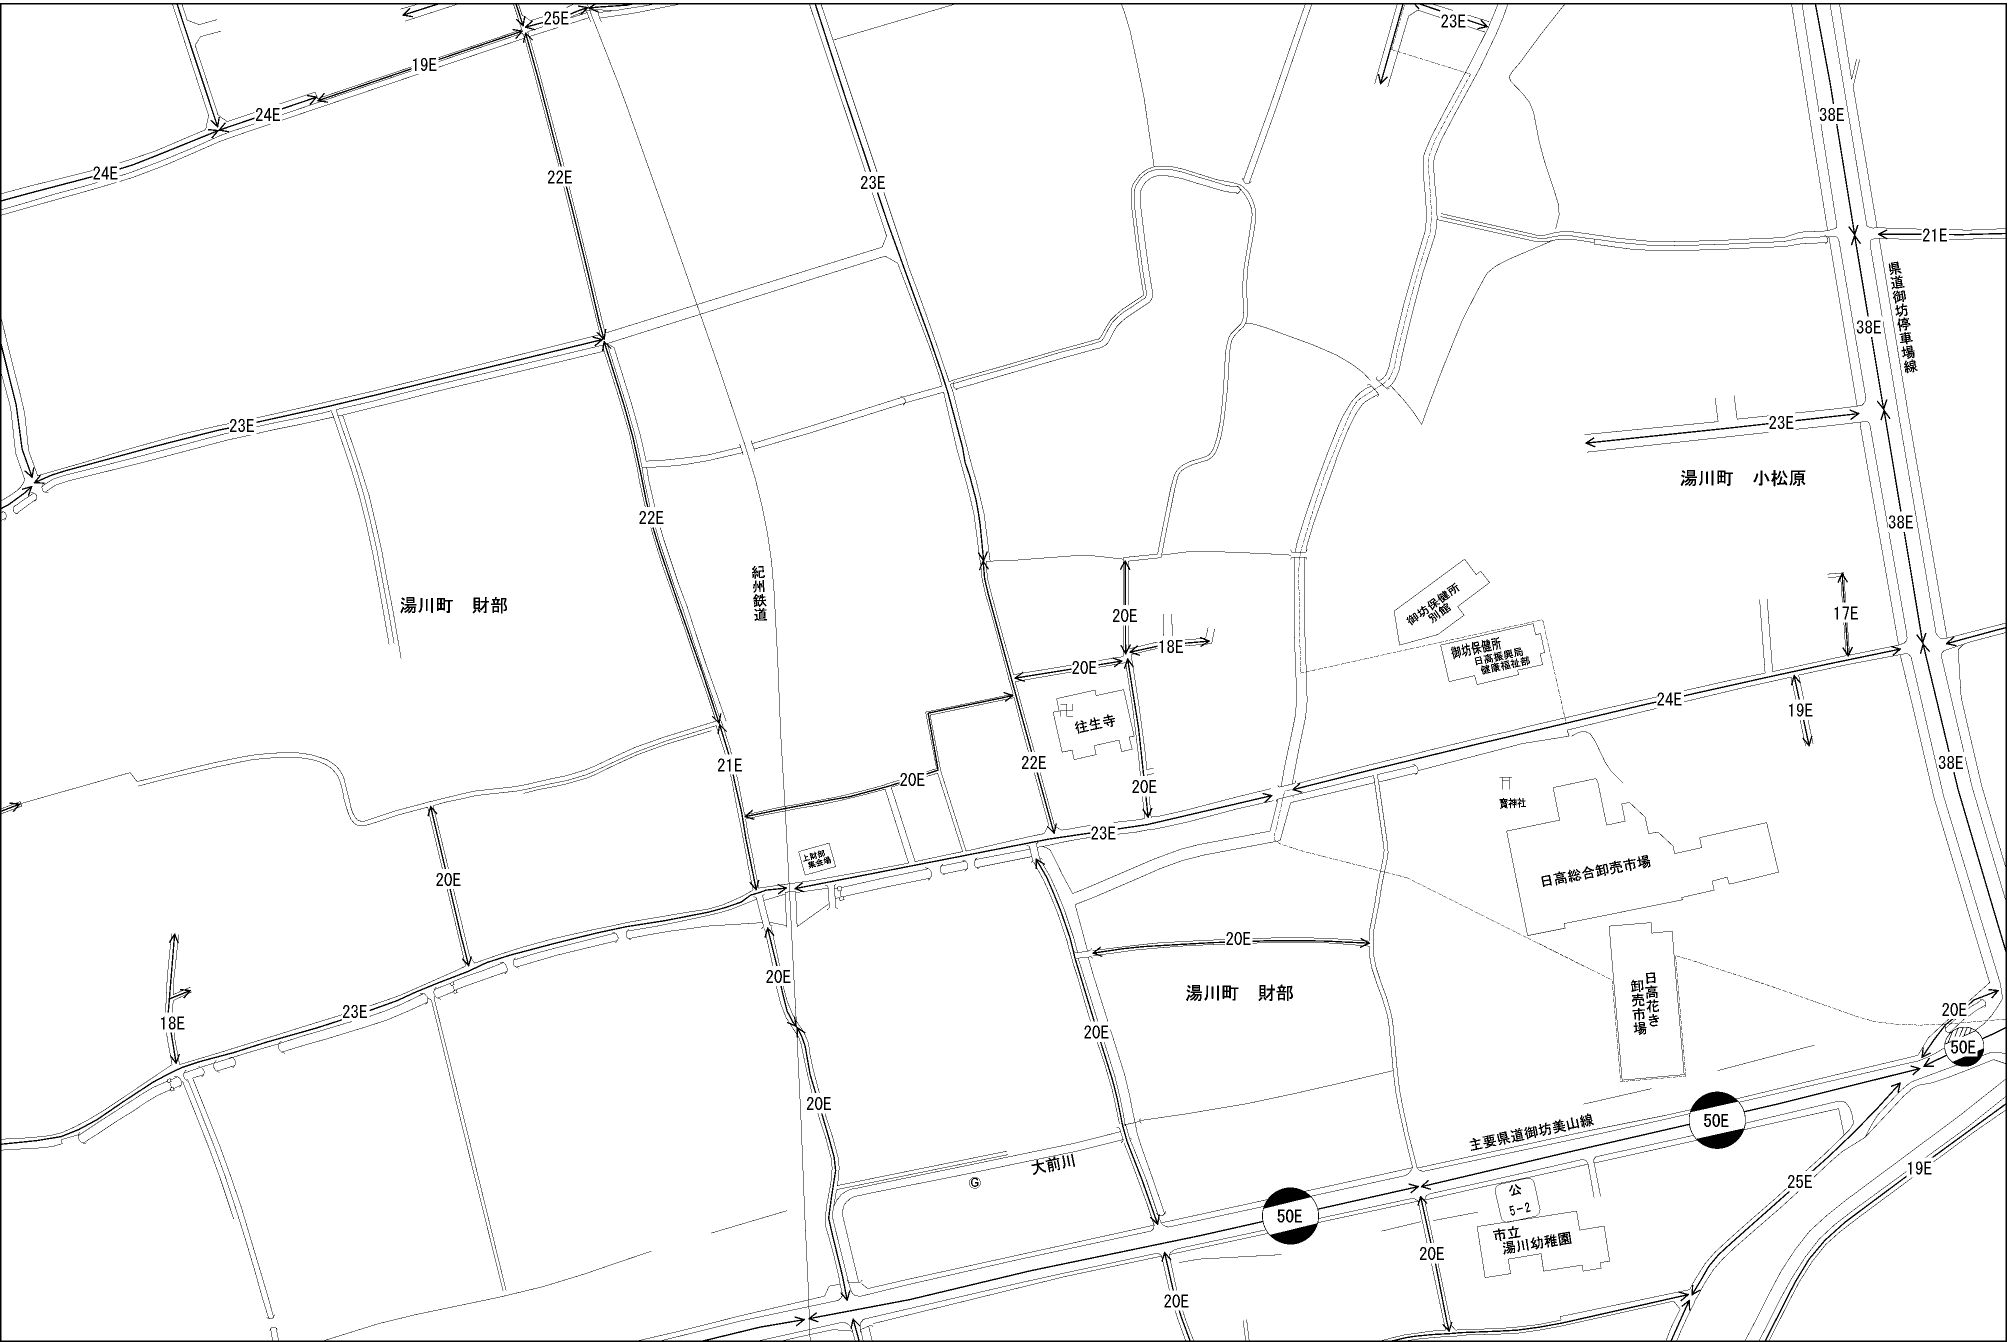 25E
23E
19E
24E
38E
24E
22E
23E
21E
県道御坊停車場線
38E
23E
23E
湯川町　小松原
22E
38E
紀州鉄道
御坊保健所
別館
湯川町　財部
20E
17E
18E
御坊保健所
日高振興局
健康福祉部
20E
24E
19E
往生寺
21E
22E
38E
20E
20E
寳神社
23E
上財部
集会場
20E
日高総合卸売市場
20E
20E
湯川町　財部
日高花き
卸売市場
20E
23E
18E
20E
50E
20E
50E
主要県道御坊美山線
大前川
G
25E
19E
公
5-2
50E
市立
湯川幼稚園
20E
20E